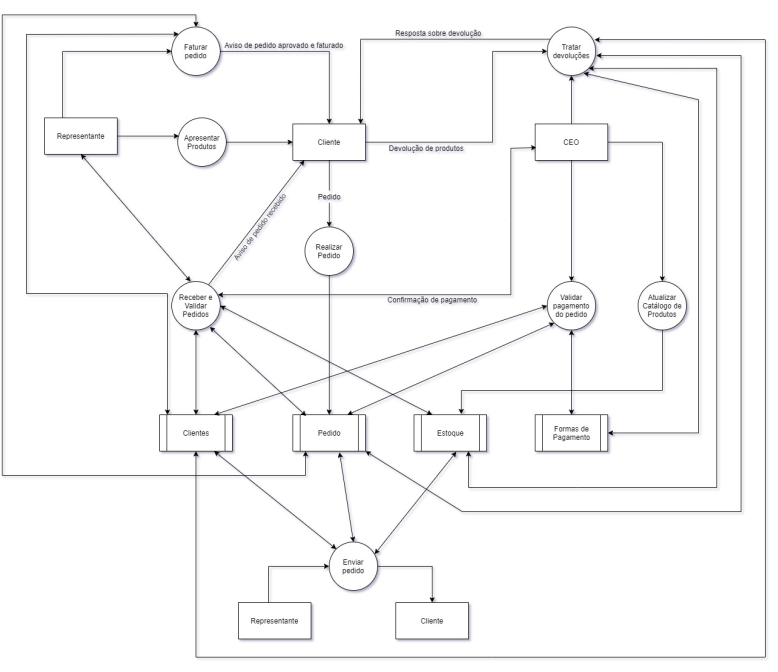 Resposta sobre devolução
Aviso de pedido aprovado e faturado
Faturar
pedido
Tratar
devoluções
Representante
Apresentar
Produtos
Cliente
Devolução de produtos
CEO
Pedido
Aviso de pedido recebido
Realizar
Pedido
Receber e
Validar
Pedidos
Confirmação de pagamento
Validar
pagamento
do pedido
Atualizar
Catálogo de
Produtos
Clientes
Pedido
Estoque
Formas de
Pagamento
Enviar
pedido
Representante
Cliente